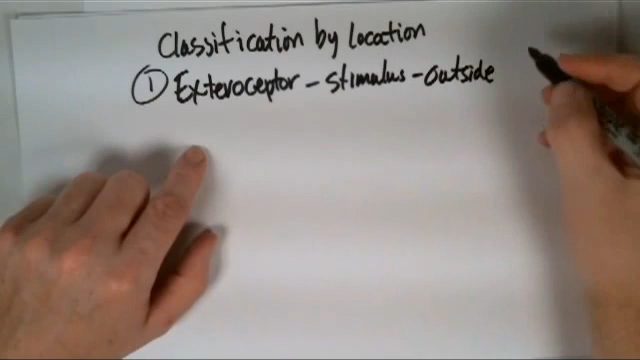 Classification by location
① Exteroceptor - Stimulus - outside